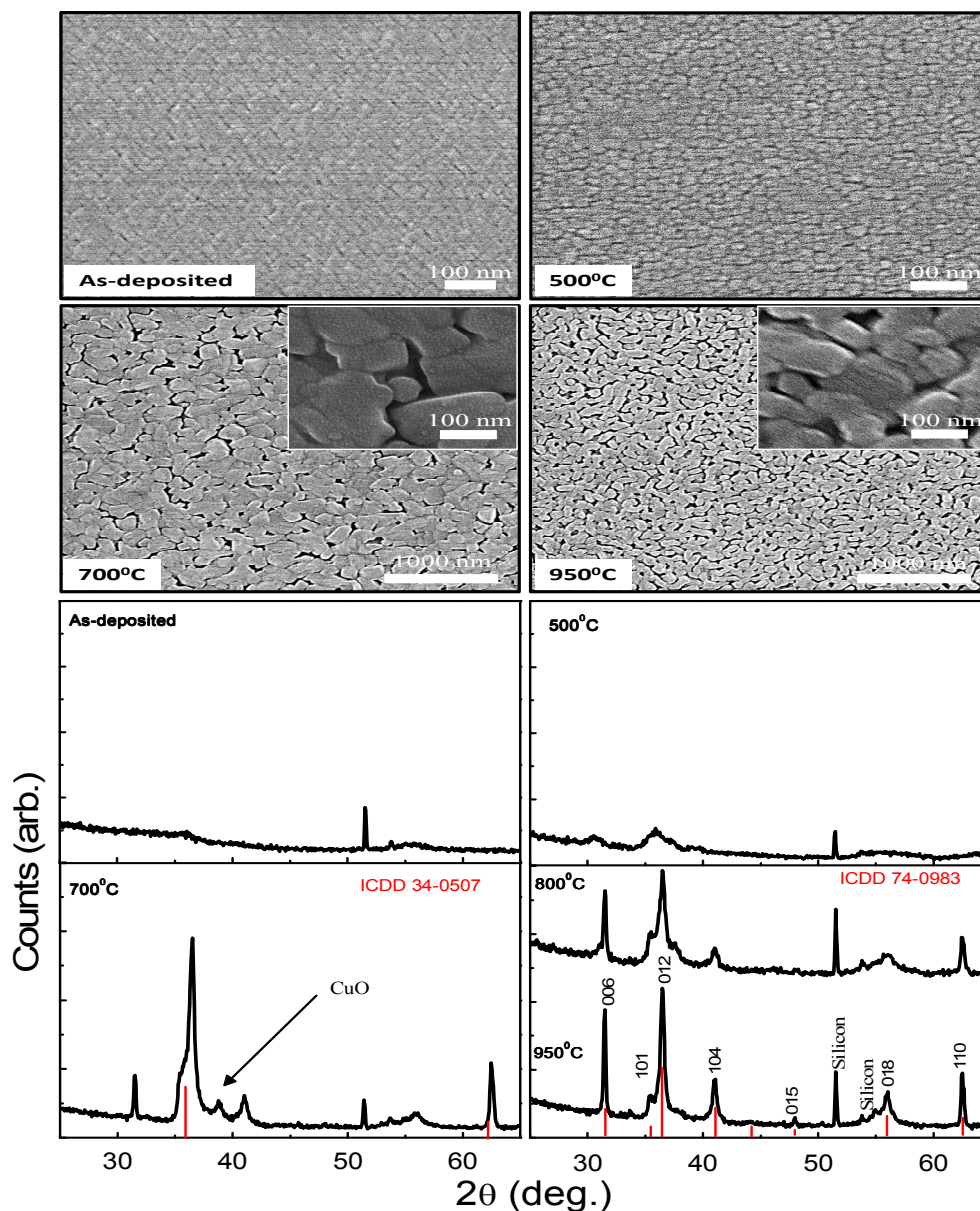 As-deposited
100 nm
500⁰C
100 nm
100 nm
700⁰C
1000 nm
100 nm
950⁰C
1000 nm
Counts (arb.)
As-deposited
500⁰C
700⁰C
ICDD 34-0507
CuO
800⁰C
ICDD 74-0983
950⁰C
006
101
012
104
015
Silicon
Silicon
018
110
30 40 50 60
30 40 50 60
2θ (deg.)